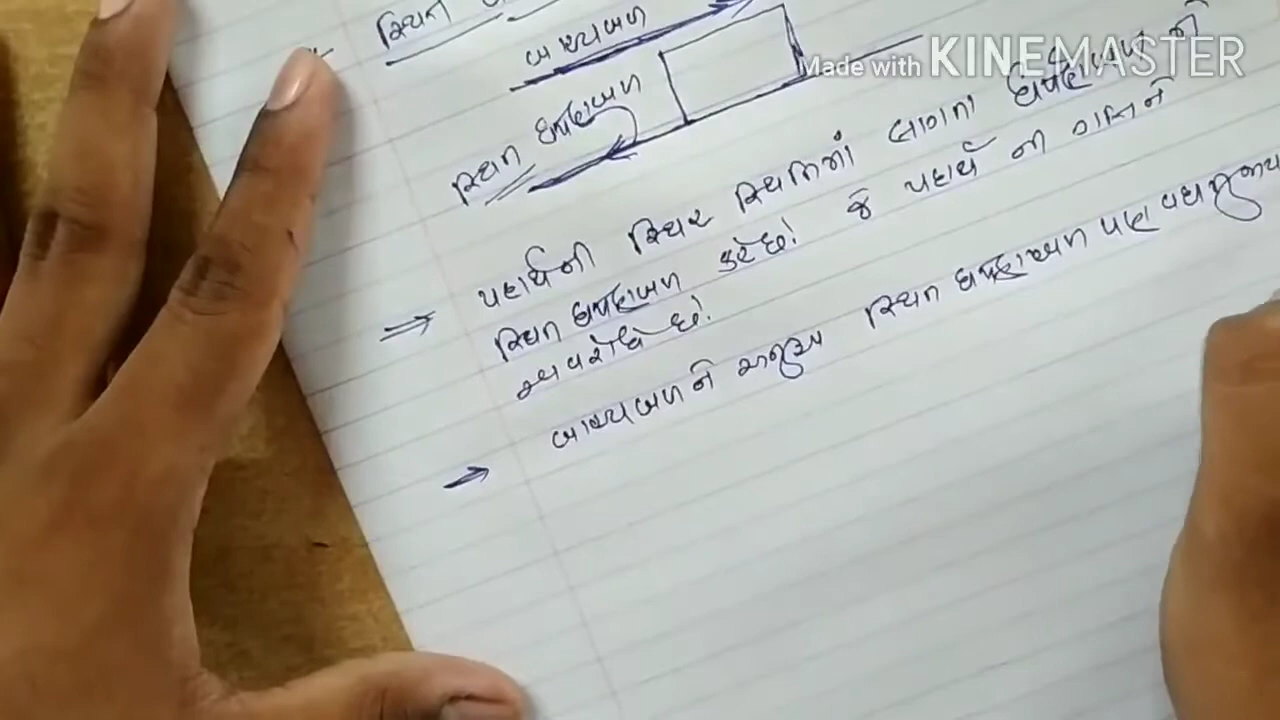 સ્થિત
બાહ્યબળ
Made with KINEMASTER
સ્થિત ઘર્ષણબળ
⇒ પદાર્થની સ્થિર સ્થિતિમાં લાગતા ઘર્ષણબળ ને
સ્થિત ઘર્ષણબળ કહે છે. જે પદાર્થ ની ગતિ ને
અવરોધે છે.
→ બાહ્યબળ ને અનુરૂપ સ્થિત ઘર્ષણબળ પણ વધ